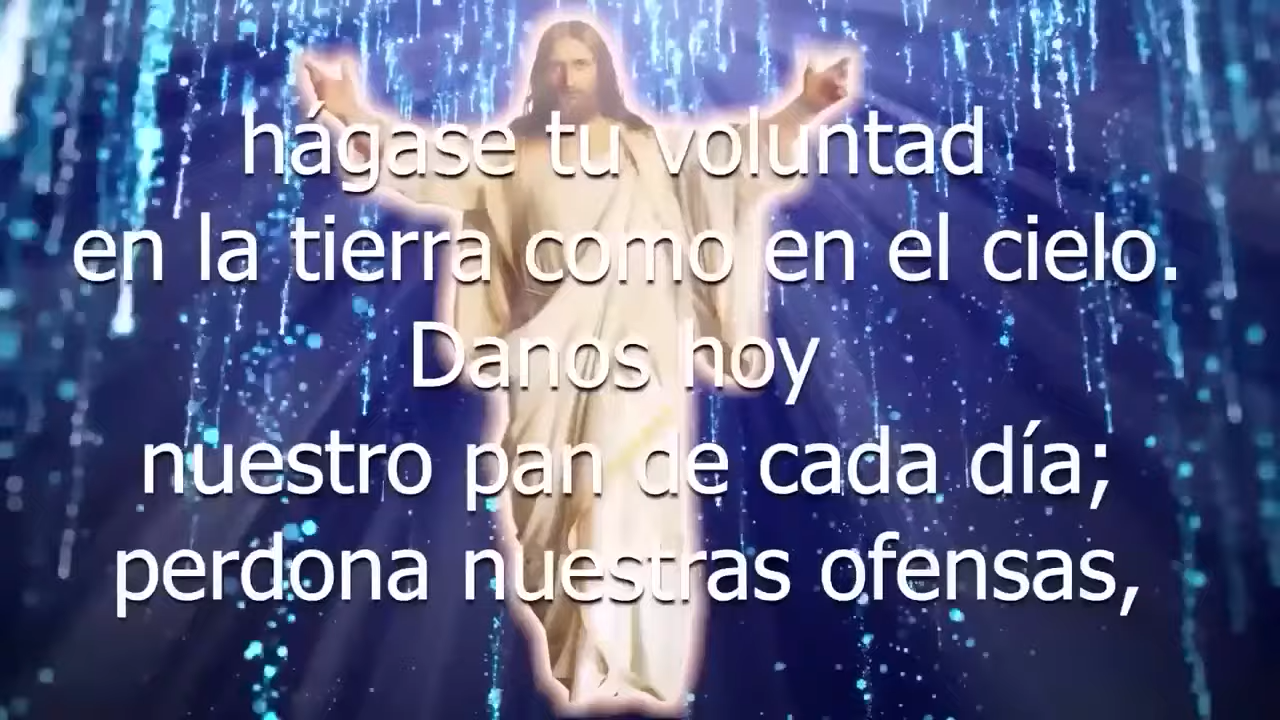 hágase tu voluntad
en la tierra como en el cielo.
Danos hoy
nuestro pan de cada día;
perdona nuestras ofensas,